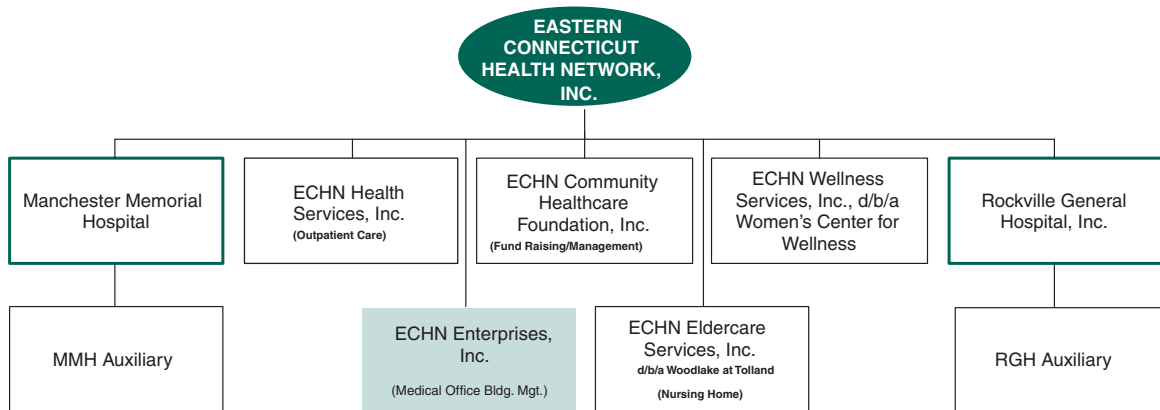 EASTERN
CONNECTICUT
HEALTH NETWORK,
INC.
Manchester Memorial
Hospital
ECHN Health
Services, Inc.
(Outpatient Care)
ECHN Community
Healthcare
Foundation, Inc.
(Fund Raising/Management)
ECHN Wellness
Services, Inc., d/b/a
Women’s Center for
Wellness
Rockville General
Hospital, Inc.
MMH Auxiliary
ECHN Enterprises,
Inc.
(Medical Office Bldg. Mgt.)
ECHN Eldercare
Services, Inc.
d/b/a Woodlake at Tolland
(Nursing Home)
RGH Auxiliary